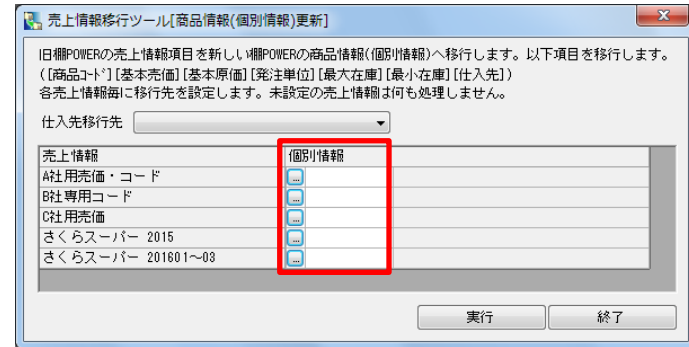 売上情報移行ツール[商品情報(個別情報)更新]
旧棚POWERの売上情報項目を新しい棚POWERの商品情報(個別情報)へ移行します。以下項目を移行します。
([商品ｺｰﾄﾞ][基本売価][基本原価][発注単位][最大在庫][最小在庫][仕入先])
各売上情報毎に移行先を設定します。未設定の売上情報は何も処理しません。
仕入先移行先
売上情報 個別情報
A社用売価・コード ...
B社専用コード ...
C社用売価 ...
さくらスーパー 2015 ...
さくらスーパー 201601～03 ...
実行 終了